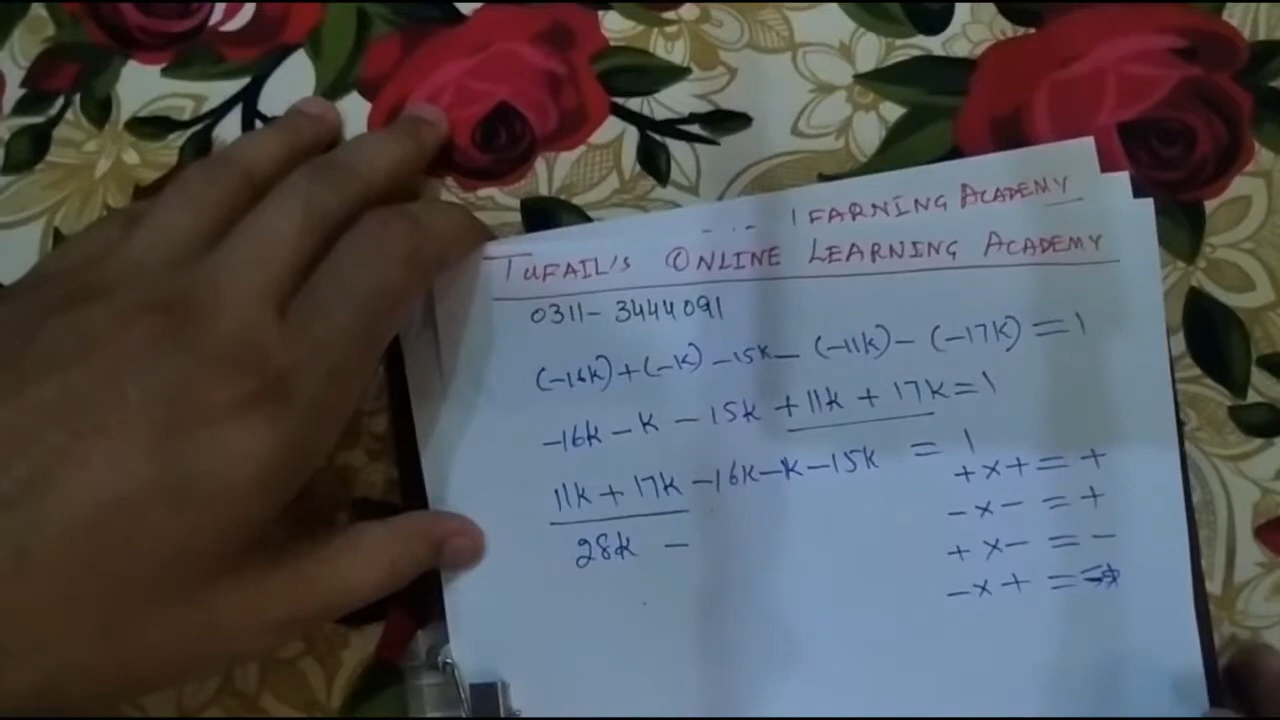 LEARNING ACADEMY
TUFAIL'S ONLINE LEARNING ACADEMY
0311-3444091
(-16k)+(-k)-15k-(-11k)-(-17k)=1
-16k-k-15k+11k+17k=1
11k+17k-16k-k-15k=1
+x+=+
-x-=+
28k -
+x-=-
-x+=-